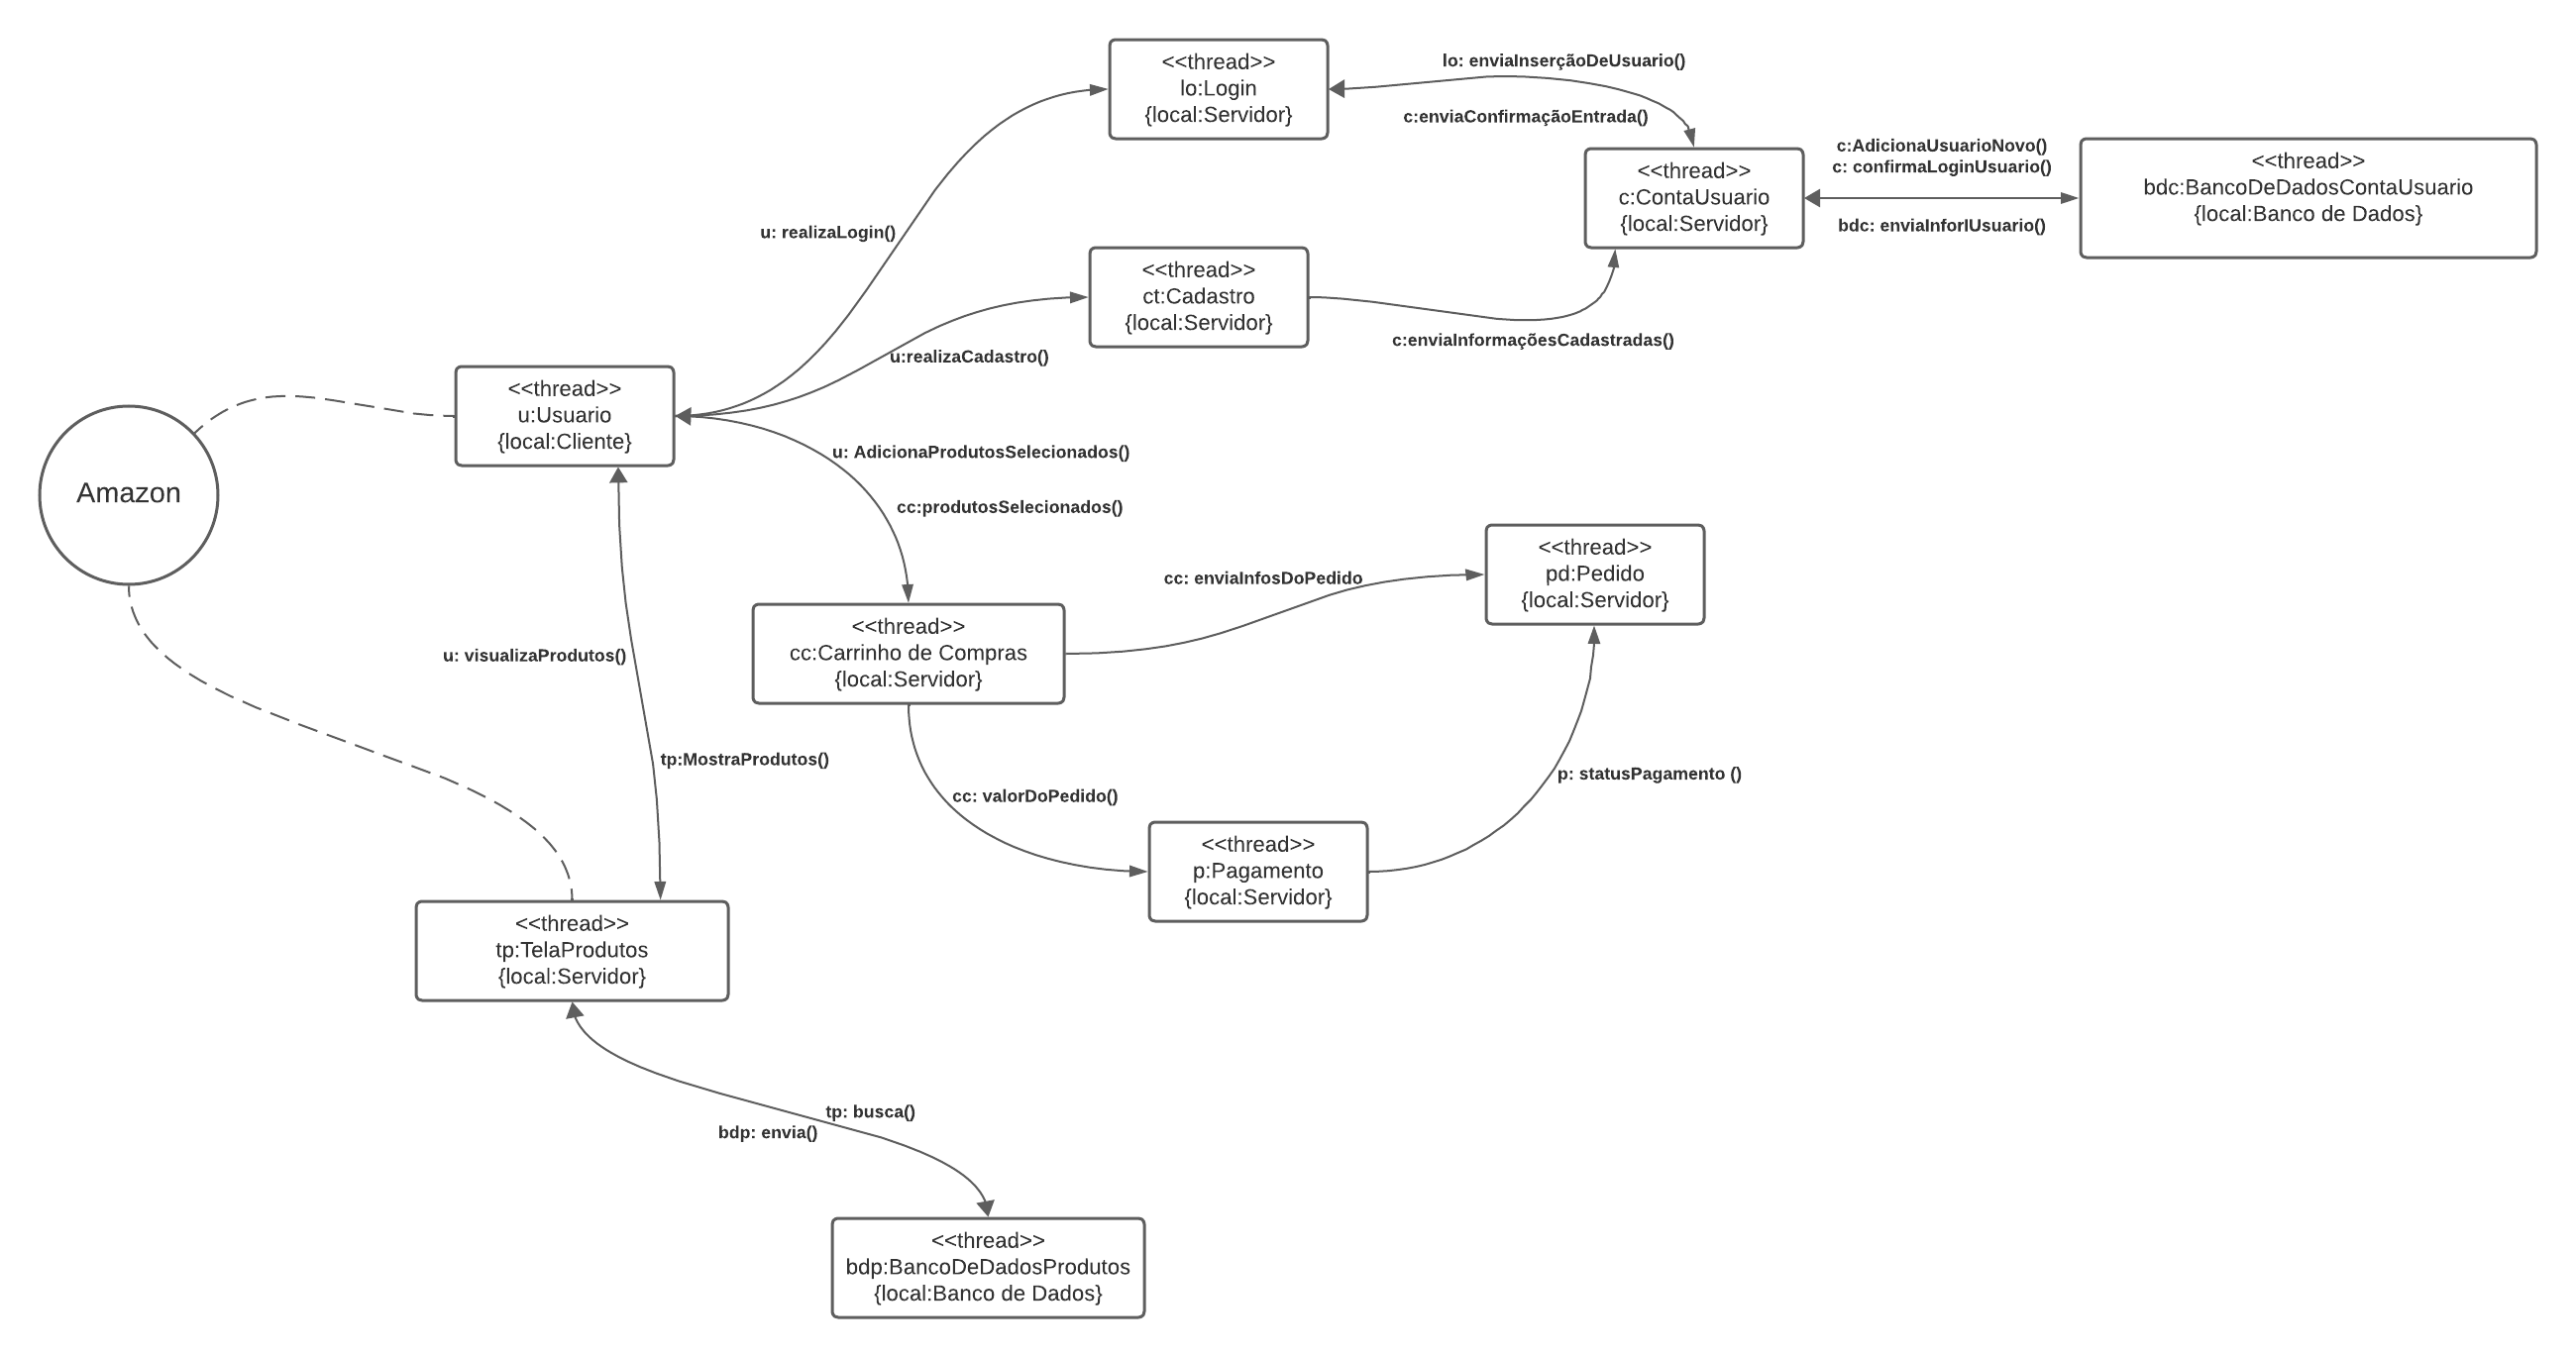 <<thread>>
lo:Login
{local:Servidor}
lo: enviaInserçãoDeUsuario()
c:enviaConfirmaçãoEntrada()
<<thread>>
c:ContaUsuario
{local:Servidor}
c:AdicionaUsuarioNovo()
c: confirmaLoginUsuario()
bdc: enviaInforIUsuario()
<<thread>>
bdc:BancoDeDadosContaUsuario
{local:Banco de Dados}
u: realizaLogin()
<<thread>>
ct:Cadastro
{local:Servidor}
c:enviaInformaçõesCadastradas()
u:realizaCadastro()
<<thread>>
u:Usuario
{local:Cliente}
Amazon
u: AdicionaProdutosSelecionados()
cc:produtosSelecionados()
<<thread>>
pd:Pedido
{local:Servidor}
cc: enviaInfosDoPedido
<<thread>>
cc:Carrinho de Compras
{local:Servidor}
u: visualizaProdutos()
tp:MostraProdutos()
cc: valorDoPedido()
p: statusPagamento ()
<<thread>>
p:Pagamento
{local:Servidor}
<<thread>>
tp:TelaProdutos
{local:Servidor}
tp: busca()
bdp: envia()
<<thread>>
bdp:BancoDeDadosProdutos
{local:Banco de Dados}